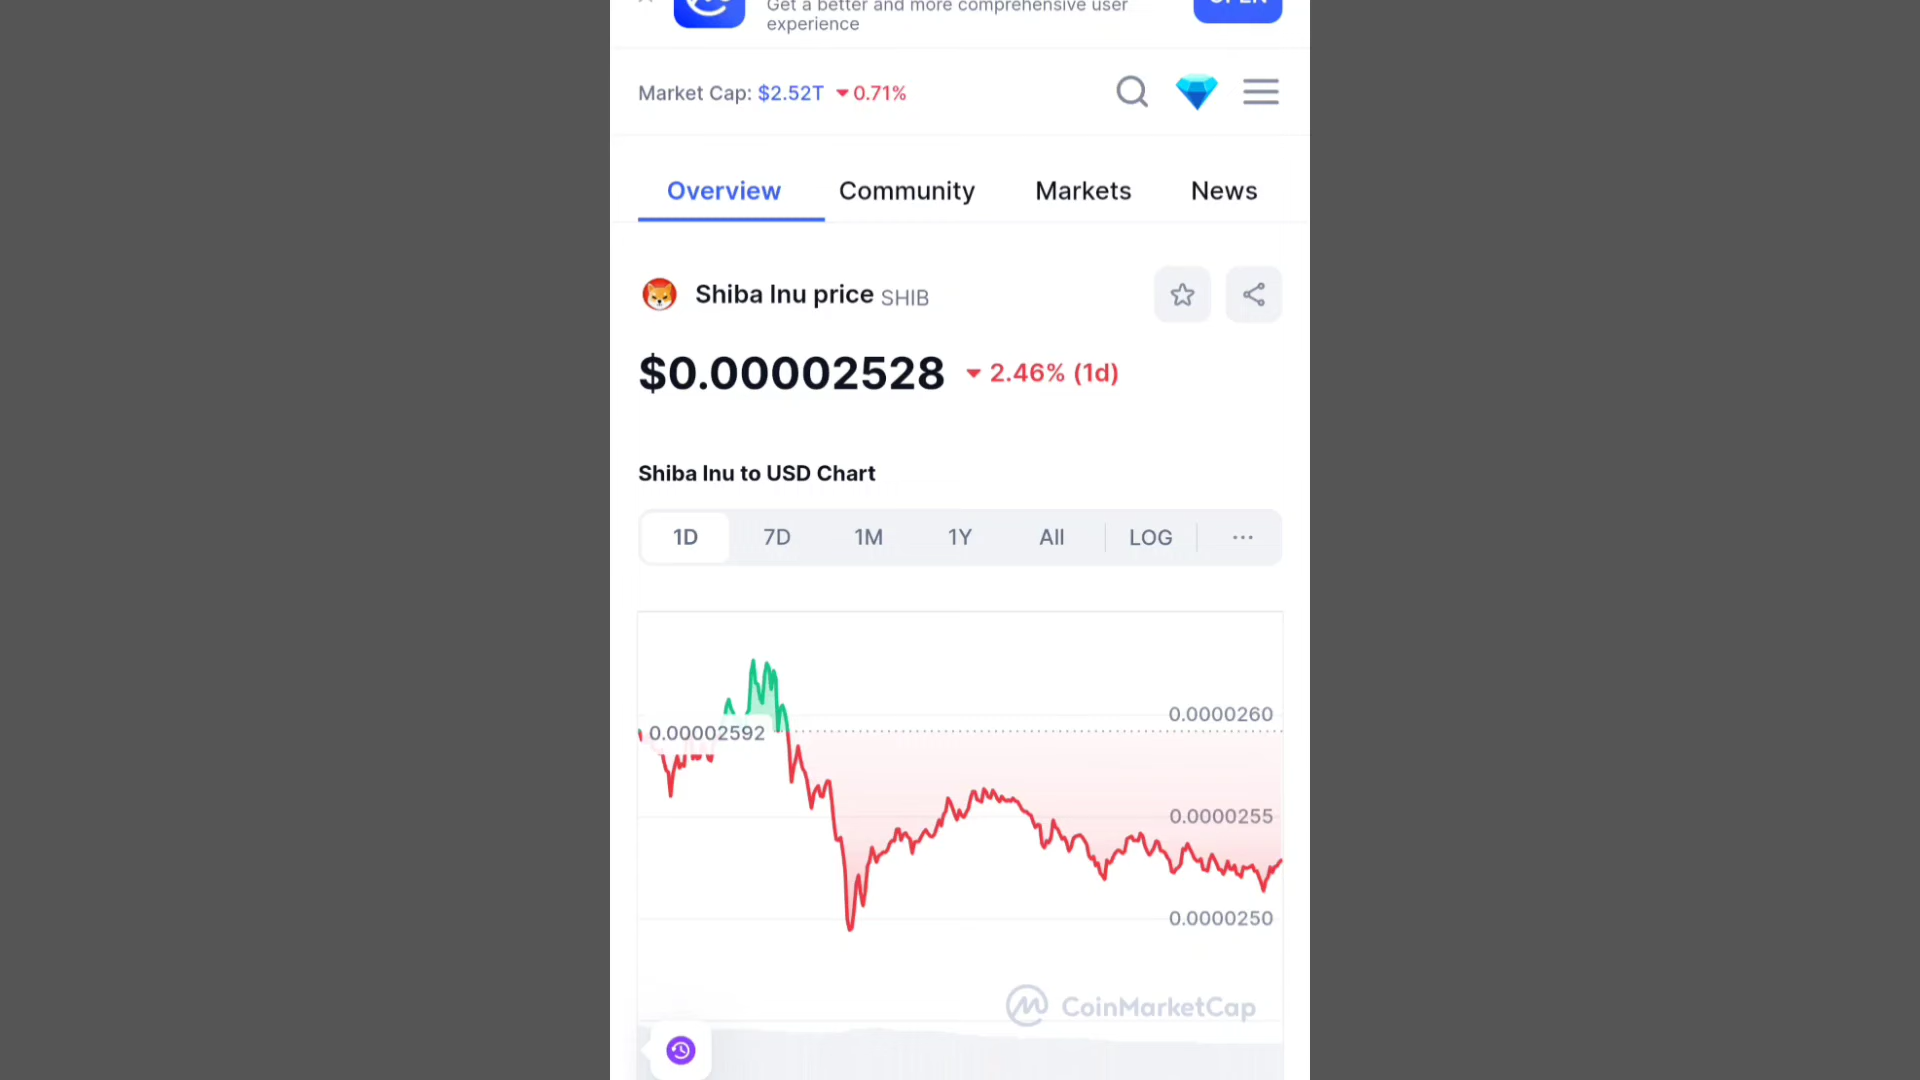 Get a better and more comprehensive user
experience
OPEN
Market Cap: $2.52T 0.71%
Overview Community Markets News
Shiba Inu price SHIB
$0.00002528 2.46% (1d)
Shiba Inu to USD Chart
1D 7D 1M 1Y All LOG ...
0.0000260
0.00002592
0.0000255
0.0000250
CoinMarketCap